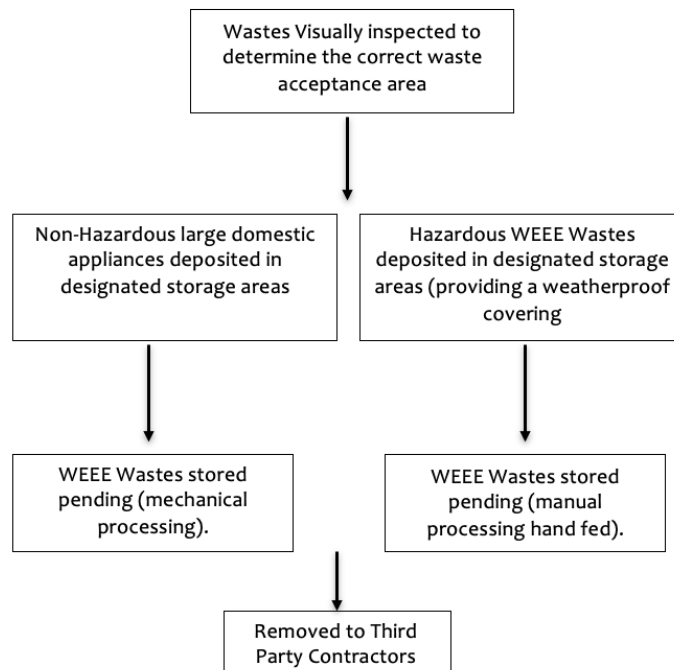 Wastes Visually inspected to
determine the correct waste
acceptance area
Non-Hazardous large domestic
appliances deposited in
designated storage areas
Hazardous WEEE Wastes
deposited in designated storage
areas (providing a weatherproof
covering
WEEE Wastes stored
pending (mechanical
processing).
WEEE Wastes stored
pending (manual
processing hand fed).
Removed to Third
Party Contractors